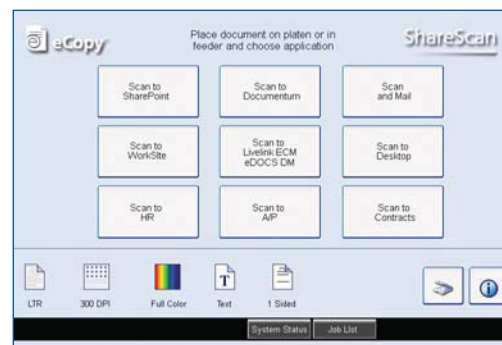 eCopy
Place document on platen or in
feeder and choose application
ShareScan
Scan to
SharePoint
Scan to
Documentum
Scan
and Mail
Scan to
WorkSite
Scan to
Livelink ECM
eDOCS DM
Scan to
Desktop
Scan to
HR
Scan to
A/P
Scan to
Contracts
T
LTR
300 DPI
Full Color
Text
1 Sided
System Status
Job List